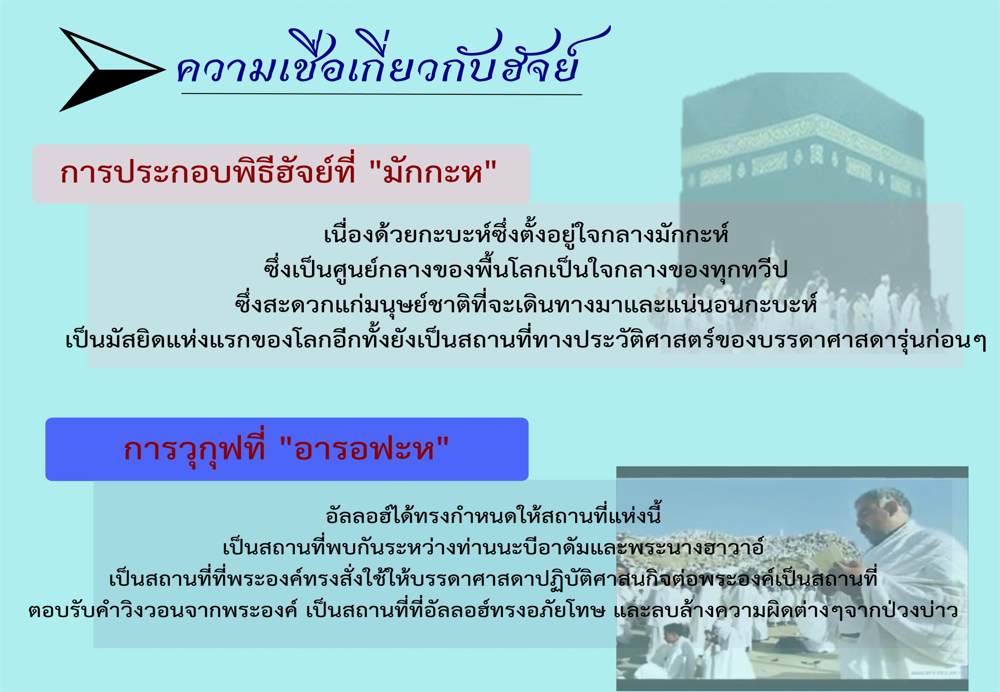 ความเชื่อเกี่ยวกับฮัจย์
การประกอบพิธีฮัจย์ที่ "มักกะห"
เนื่องด้วยกะบะห์ซึ่งตั้งอยู่ใจกลางมักกะห์
ซึ่งเป็นศูนย์กลางของพื้นโลกเป็นใจกลางของทุกทวีป
ซึ่งสะดวกแก่มนุษย์ชาติที่จะเดินทางมาและแน่นอนกะบะห์
เป็นมัสยิดแห่งแรกของโลกอีกทั้งยังเป็นสถานที่ทางประวัติศาสตร์ของบรรดาศาสดารุ่นก่อนๆ
การวุกุฟที่ "อารอฟะห"
อัลลอฮ์ได้ทรงกำหนดให้สถานที่แห่งนี้
เป็นสถานที่พบกันระหว่างท่านนะบีอาดัมและพระนางฮาวาอ์
เป็นสถานที่ที่พระองค์ทรงสั่งใช้ให้บรรดาศาสดาปฏิบัติศาสนกิจต่อพระองค์เป็นสถานที่
ตอบรับคำวิงวอนจากพระองค์ เป็นสถานที่ที่อัลลอฮ์ทรงอภัยโทษ และลบล้างความผิดต่างๆจากป่วงบ่าว